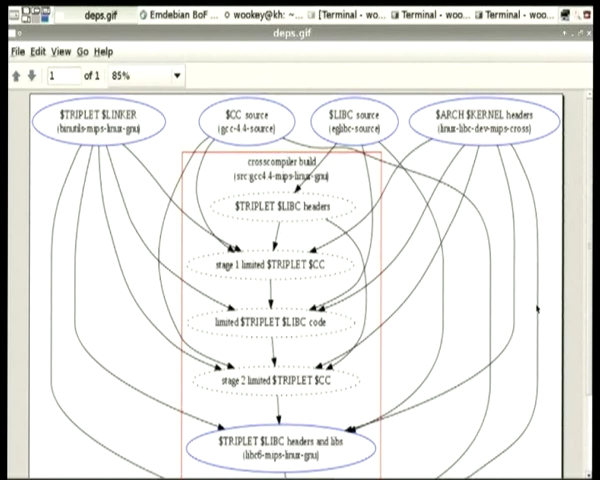 deps.gif
Emdebian BoF ...
wookey@kh: ~...
[Terminal - wo...
Terminal - wo...
Terminal - wo...
deps.gif
File Edit View Go Help
1 of 1 85%
$TRIPLET $LINKER
(binutils-mips-linux-gnu)
$CC source
(gcc-4.4-source)
$LIBC source
(eglibc-source)
$ARCH $KERNEL headers
(linux-libc-dev-mips-cross)
crosscompiler build
(src:gcc4.4-mips-linux-gnu)
$TRIPLET $LIBC headers
stage 1 limited $TRIPLET $CC
limited $TRIPLET $LIBC code
stage 2 limited $TRIPLET $CC
$TRIPLET $LIBC headers and libs
(libc6-mips-linux-gnu)